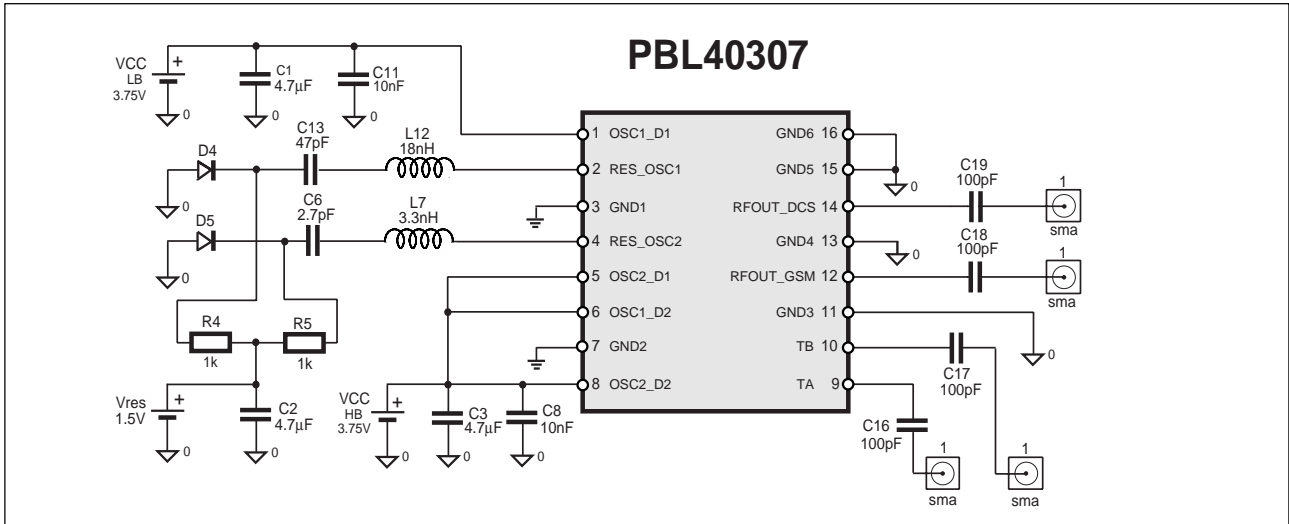 PBL40307
VCC
LB
3.75V
+
0
C1
4.7µF
0
C11
10nF
0
D4
0
C13
47pF
L12
18nH
D5
0
C6
2.7pF
L7
3.3nH
R4
1k
R5
1k
Vres
1.5V
+
0
C2
4.7µF
0
VCC
HB
3.75V
+
0
C3
4.7µF
0
C8
10nF
0
1 OSC1_D1
2 RES_OSC1
3 GND1
4 RES_OSC2
5 OSC2_D1
6 OSC1_D2
7 GND2
8 OSC2_D2
GND6 16
GND5 15
RFOUT_DCS 14
GND4 13
RFOUT_GSM 12
GND3 11
TB 10
TA 9
0
C19
100pF
1
sma
0
C18
100pF
1
sma
0
C17
100pF
C16
100pF
1
sma
1
sma